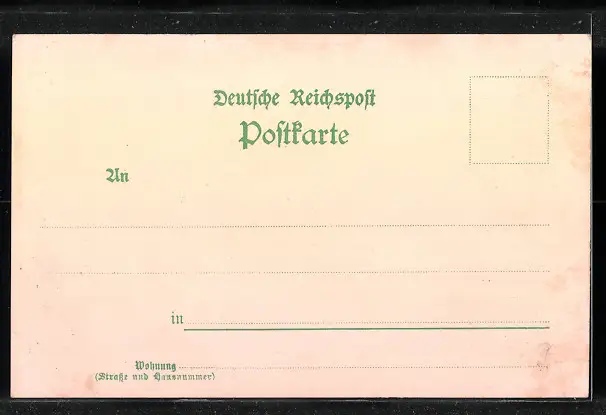 Deutsche Reichspost
Postkarte
An
in
Wohnung
(Straße und Hausnummer)